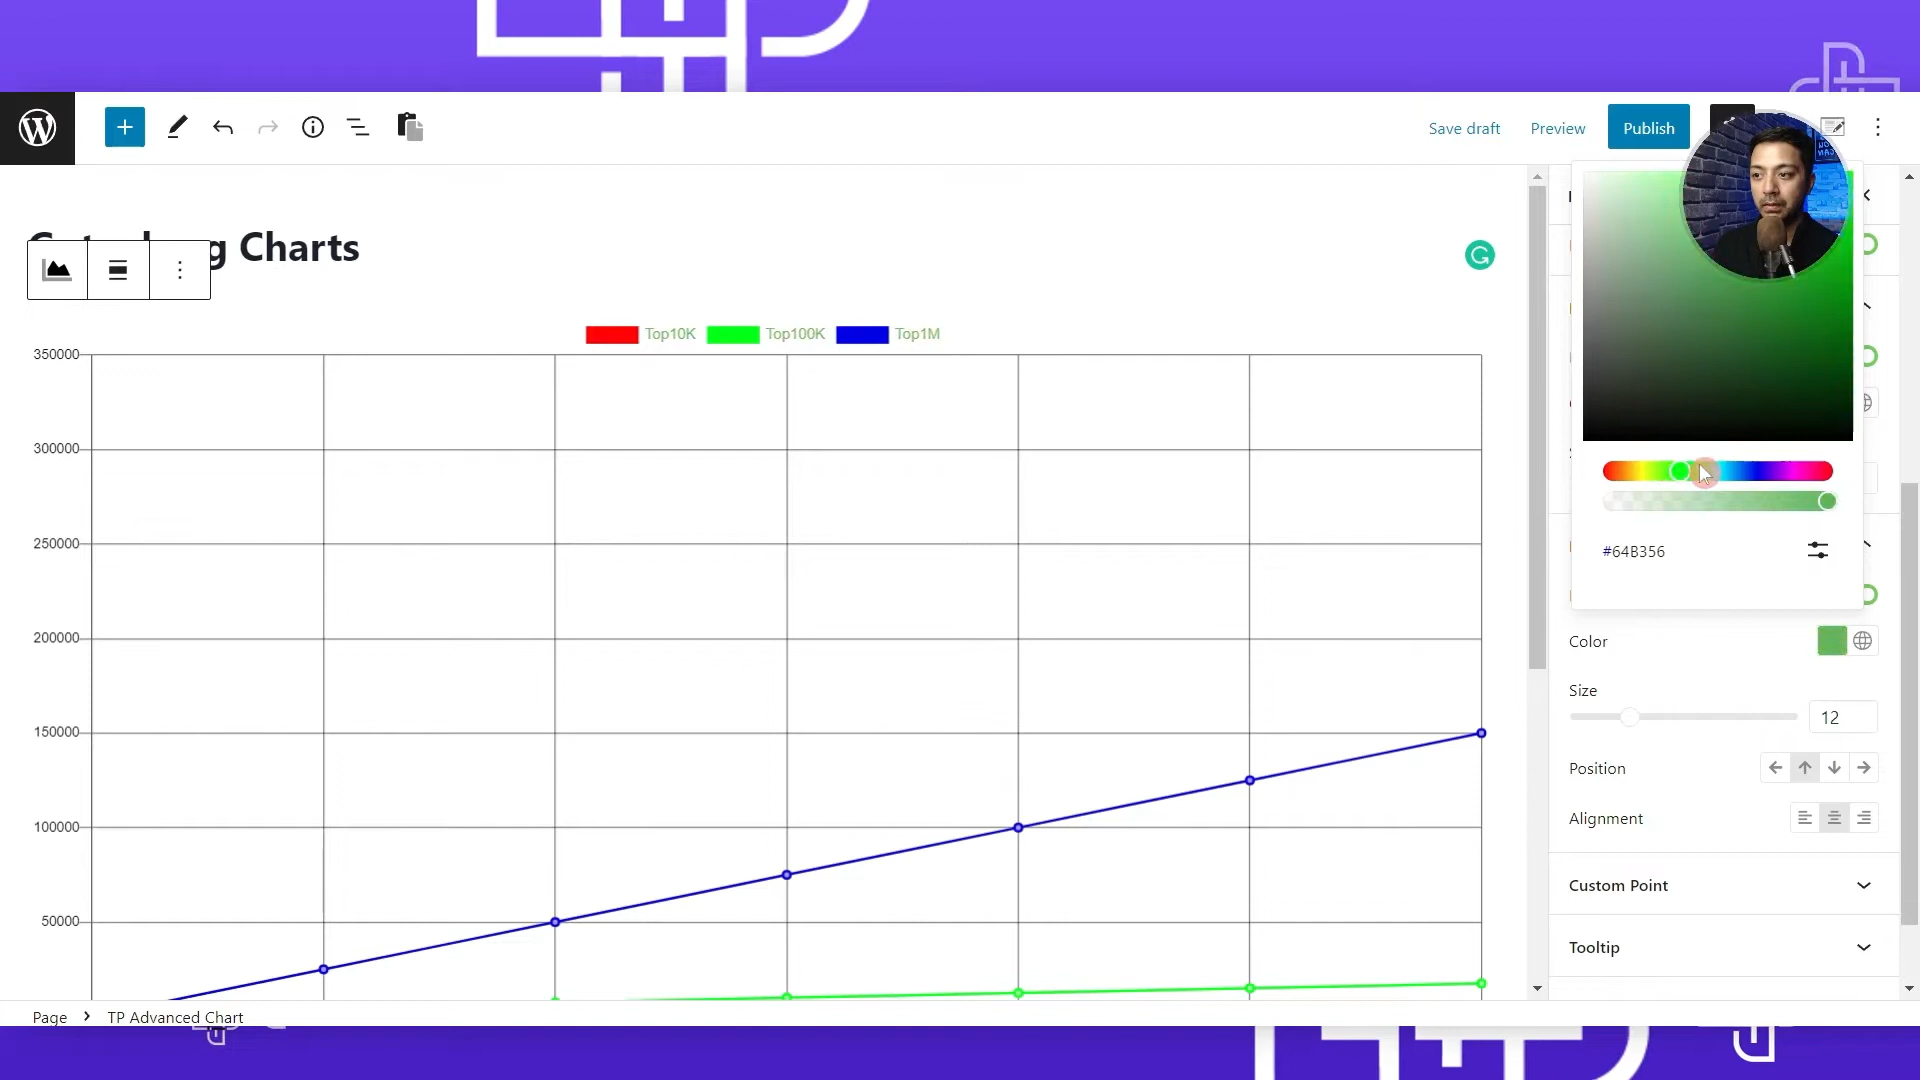 Save draft
Preview
Publish
g Charts
Top10K Top100K Top1M
350000
300000
250000
200000
150000
100000
50000
#64B356
Color
Size
12
Position
Alignment
Custom Point
Tooltip
Page
TP Advanced Chart